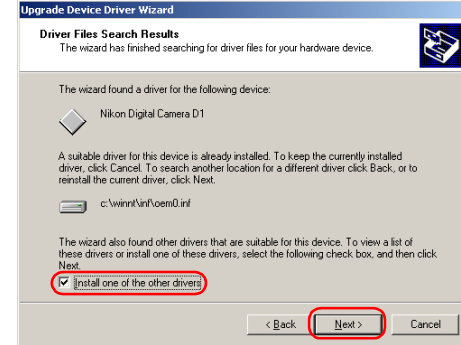 Upgrade Device Driver Wizard
Driver Files Search Results
The wizard has finished searching for driver files for your hardware device.
The wizard found a driver for the following device:
Nikon Digital Camera D1
A suitable driver for this device is already installed. To keep the currently installed
driver, click Cancel. To search another location for a different driver click Back, or to
reinstall the current driver, click Next.
c:\winnt\inf\oem0.inf
The wizard also found other drivers that are suitable for this device. To view a list of
these drivers or install one of these drivers, select the following check box, and then click
Next.
Install one of the other drivers
< Back Next > Cancel